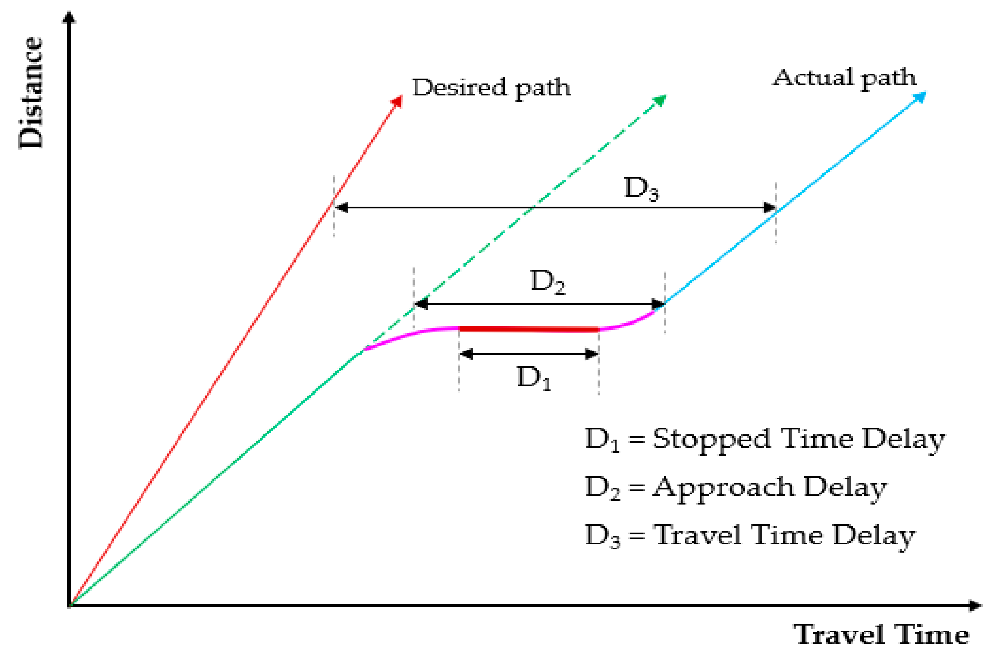 Distance
Desired path
Actual path
D₃
D₂
D₁
D₁ = Stopped Time Delay
D₂ = Approach Delay
D₃ = Travel Time Delay
Travel Time